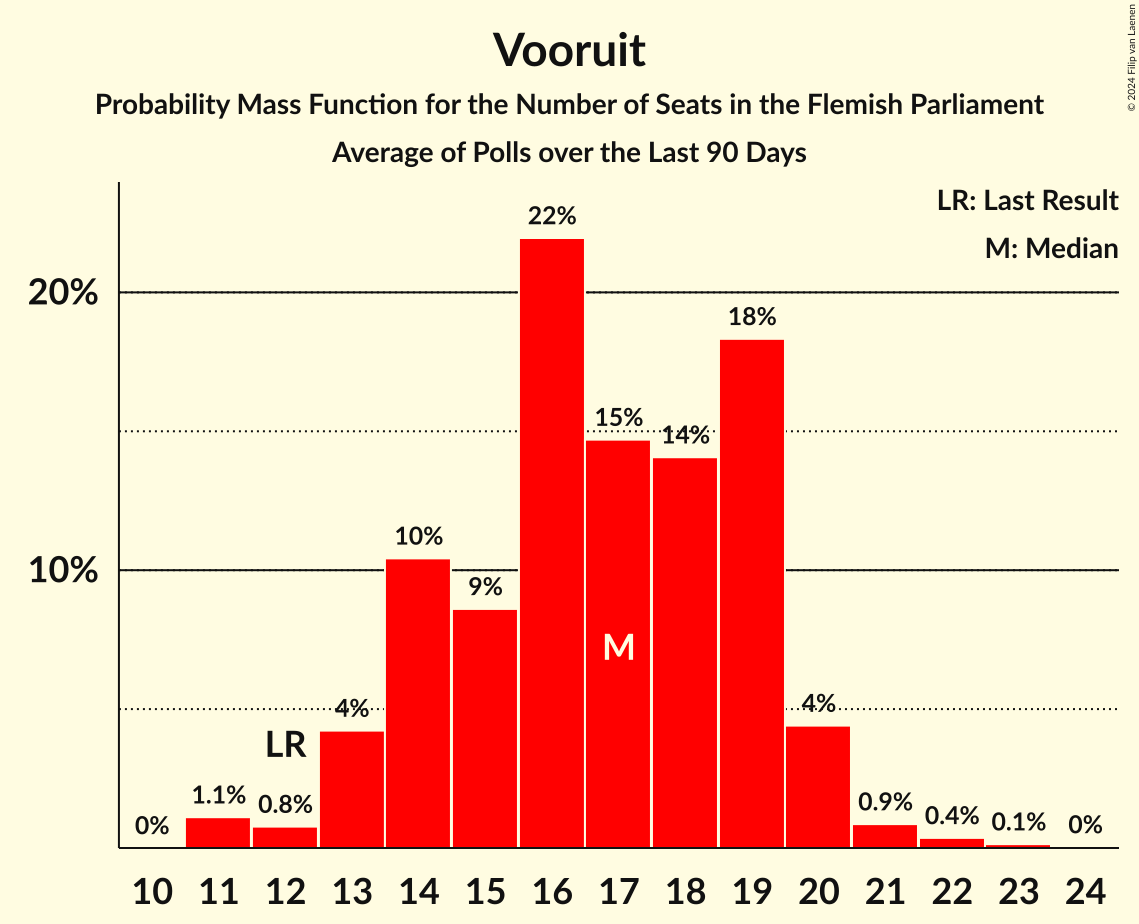 Vooruit
Probability Mass Function for the Number of Seats in the Flemish Parliament
Average of Polls over the Last 90 Days
© 2024 Filip van Laenen
LR: Last Result
M: Median
20%
10%
0%
1.1%
0.8%
LR
4%
10%
9%
22%
15%
M
14%
18%
4%
0.9%
0.4%
0.1%
0%
10 11 12 13 14 15 16 17 18 19 20 21 22 23 24